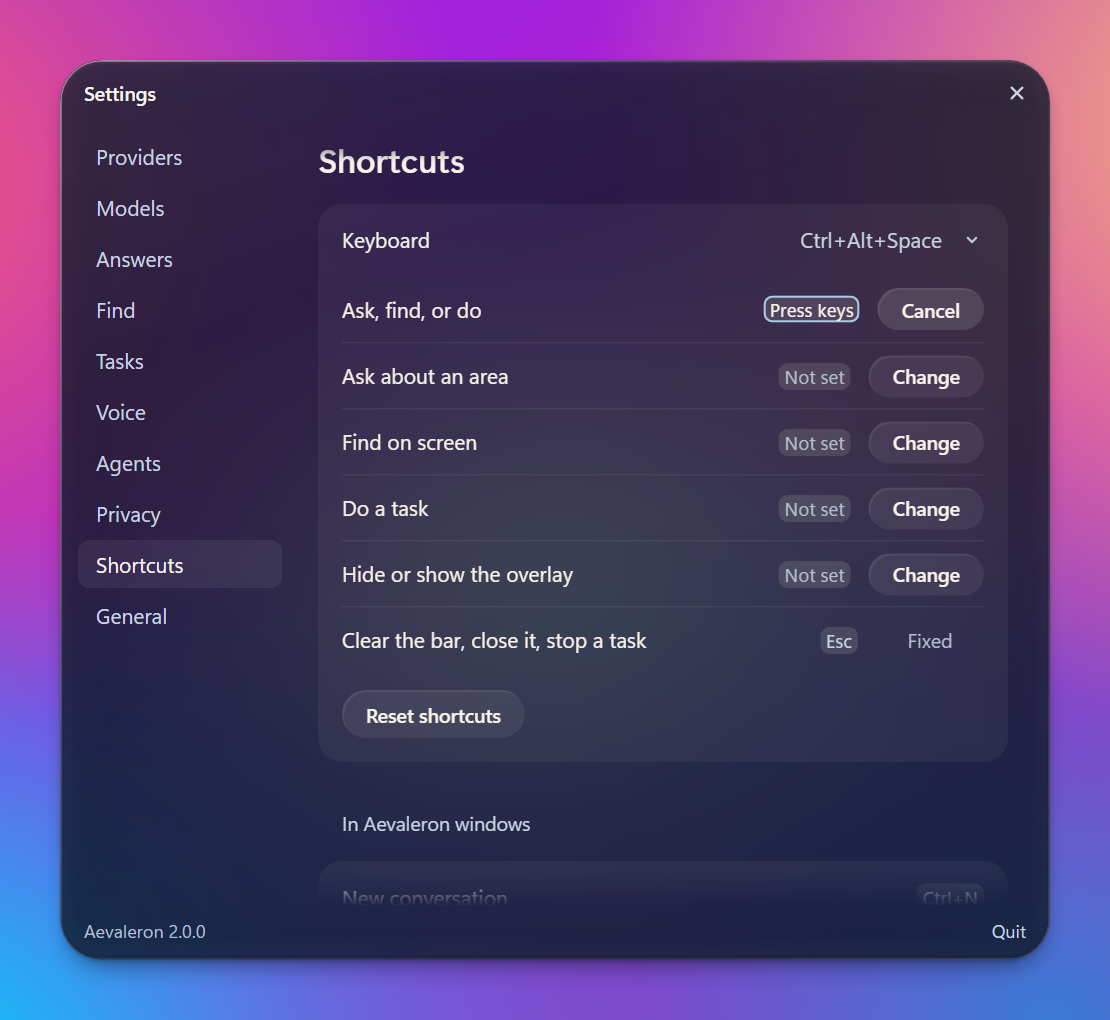 Settings
Providers
Models
Answers
Find
Tasks
Voice
Agents
Privacy
Shortcuts
General
Shortcuts
Keyboard Ctrl+Alt+Space
Ask, find, or do Press keys Cancel
Ask about an area Not set Change
Find on screen Not set Change
Do a task Not set Change
Hide or show the overlay Not set Change
Clear the bar, close it, stop a task Esc Fixed
Reset shortcuts
In Aevaleron windows
New conversation Ctrl+N
Aevaleron 2.0.0 Quit